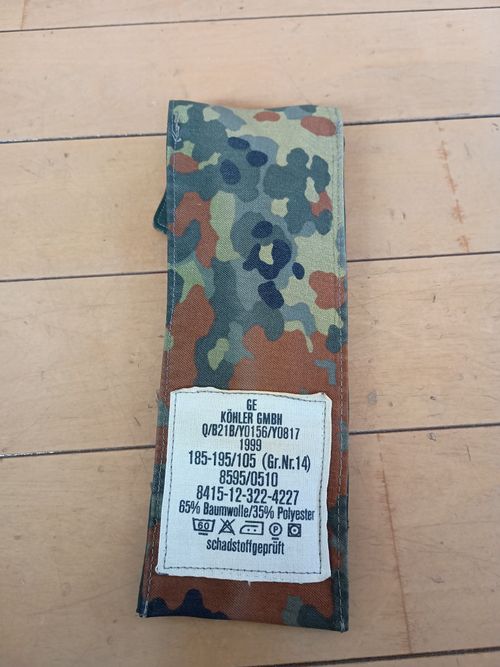 GE
KÖHLER GMBH
Q/B21B/Y0156/Y0817
1999
185-195/105 (Gr.Nr.14)
8595/0510
8415-12-322-4227
65% Baumwolle/35% Polyester
60 P
schadstoffgeprüft